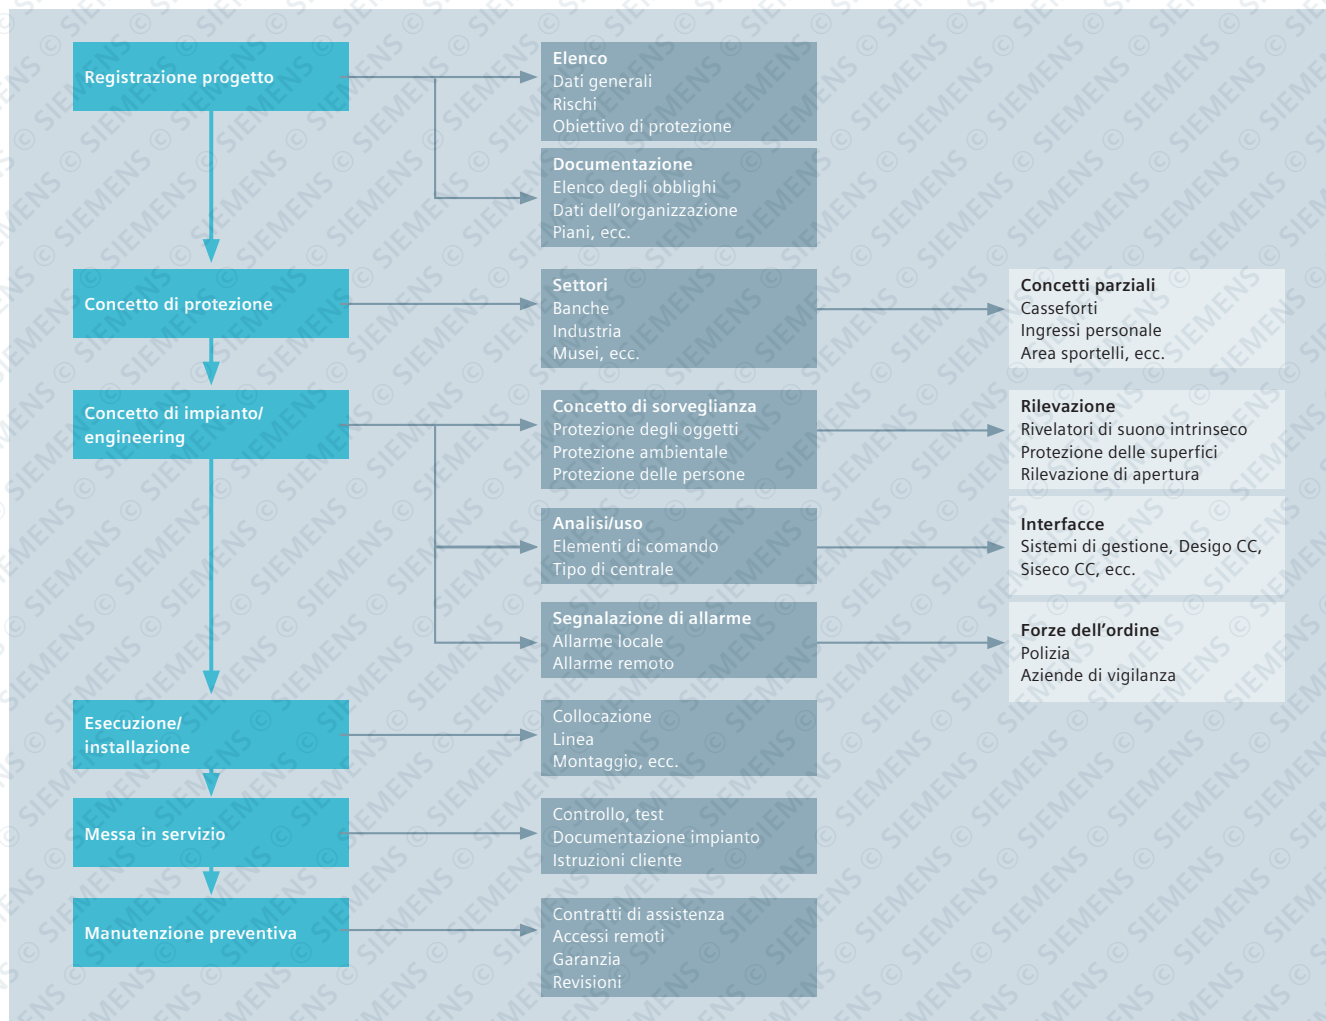 Registrazione progetto
Elenco
Dati generali
Rischi
Obiettivo di protezione
Documentazione
Elenco degli obblighi
Dati dell’organizzazione
Piani, ecc.
Concetto di protezione
Settori
Banche
Industria
Musei, ecc.
Concetti parziali
Casseforti
Ingressi personale
Area sportelli, ecc.
Concetto di impianto/
engineering
Concetto di sorveglianza
Protezione degli oggetti
Protezione ambientale
Protezione delle persone
Rilevazione
Rivelatori di suono intrinseco
Protezione delle superfici
Rilevazione di apertura
Analisi/uso
Elementi di comando
Tipo di centrale
Interfacce
Sistemi di gestione, Desigo CC,
Siseco CC, ecc.
Segnalazione di allarme
Allarme locale
Allarme remoto
Forze dell’ordine
Polizia
Aziende di vigilanza
Esecuzione/
installazione
Collocazione
Linea
Montaggio, ecc.
Messa in servizio
Controllo, test
Documentazione impianto
Istruzioni cliente
Manutenzione preventiva
Contratti di assistenza
Accessi remoti
Garanzia
Revisioni
© SIEMENS